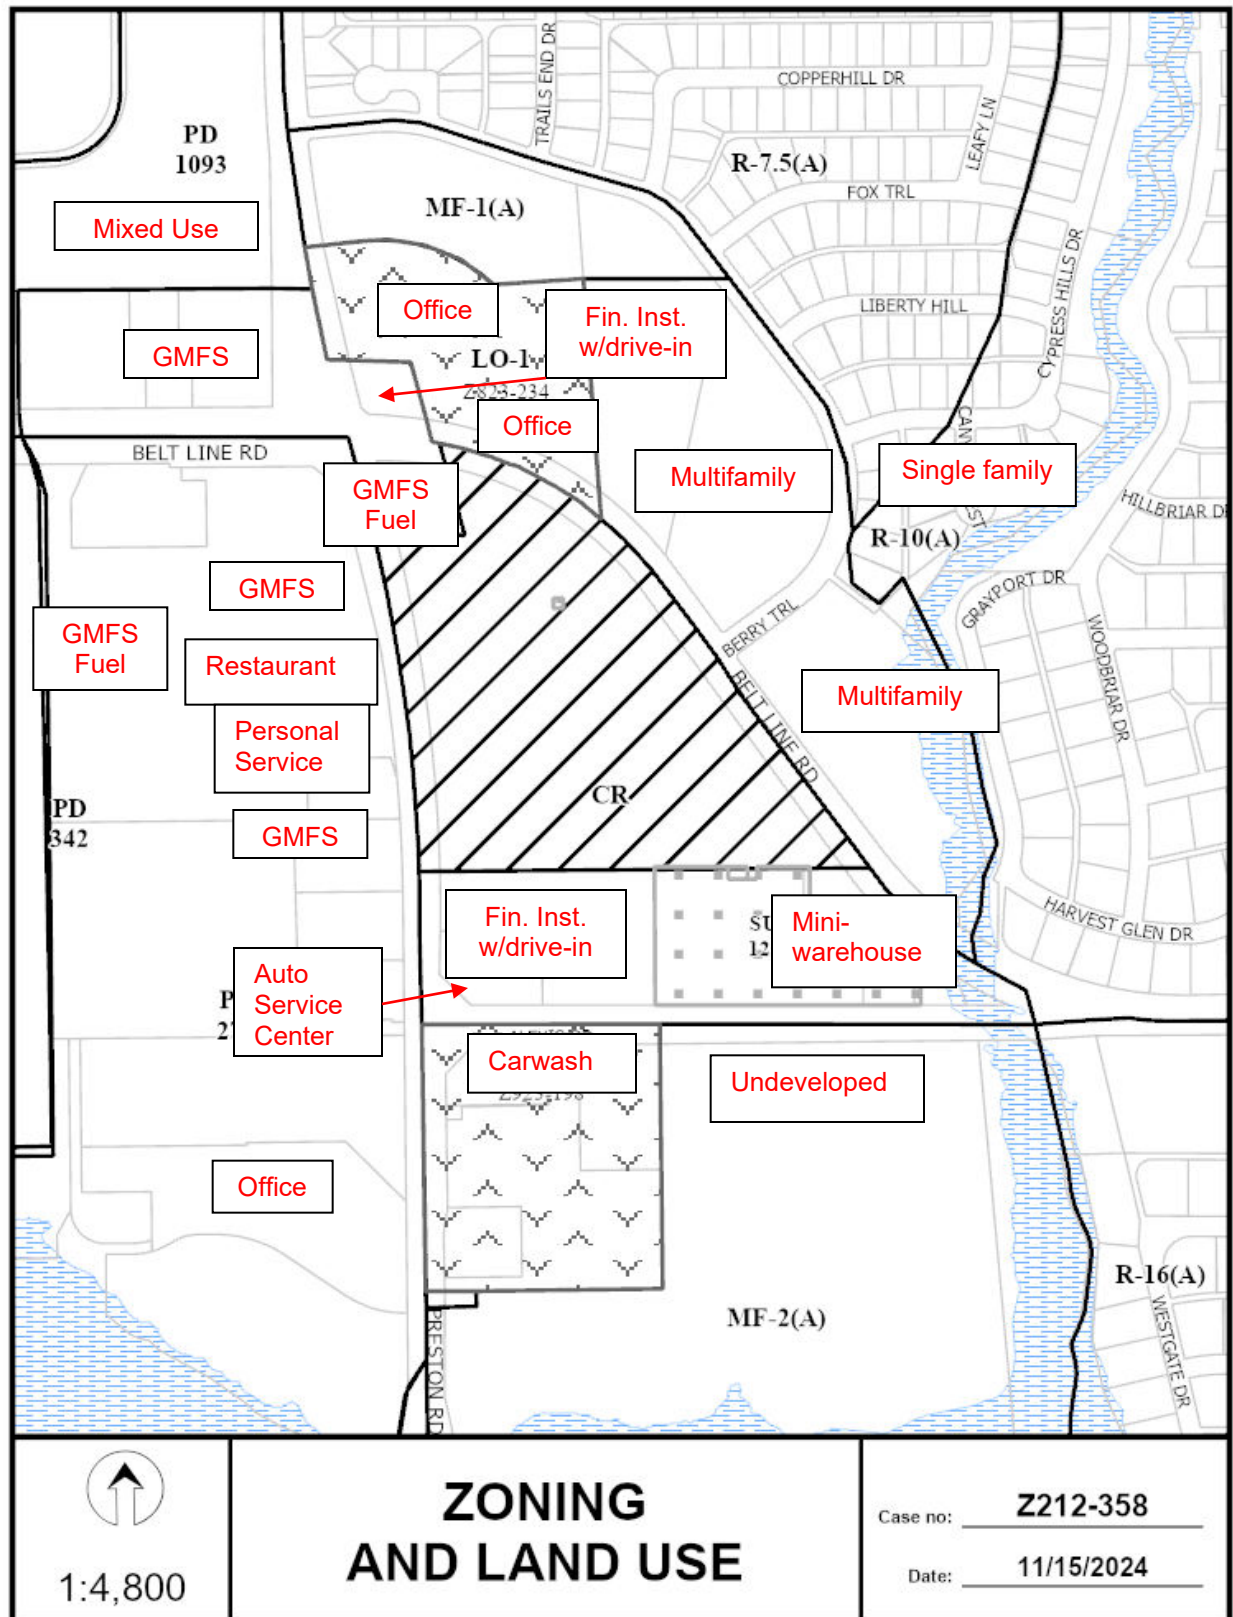 TRAILS END DR
COPPERHILL DR
LEAFY LN
PD
1093
R-7.5(A)
FOX TRL
MF-1(A)
Mixed Use
CYPRESS HILLS DR
Office
Fin. Inst.
w/drive-in
LIBERTY HILL
GMFS
LO-1
Z823-234
Office
BELT LINE RD
Multifamily
Single family
GMFS
Fuel
HILLBRIAR D
R-10(A)
GMFS
GRAYPORT DR
GMFS
Fuel
BERRY TRL
WOODBRIAR DR
Restaurant
Multifamily
BELT LINE RD
Personal
Service
CR
PD
342
GMFS
Fin. Inst.
w/drive-in
Mini-
warehouse
HARVEST GLEN DR
Auto
Service
Center
Carwash
Undeveloped
Z923-198
Office
R-16(A)
MF-2(A)
WESTGATE DR
PRESTON RD
1:4,800
ZONING
AND LAND USE
Case no: Z212-358
Date: 11/15/2024